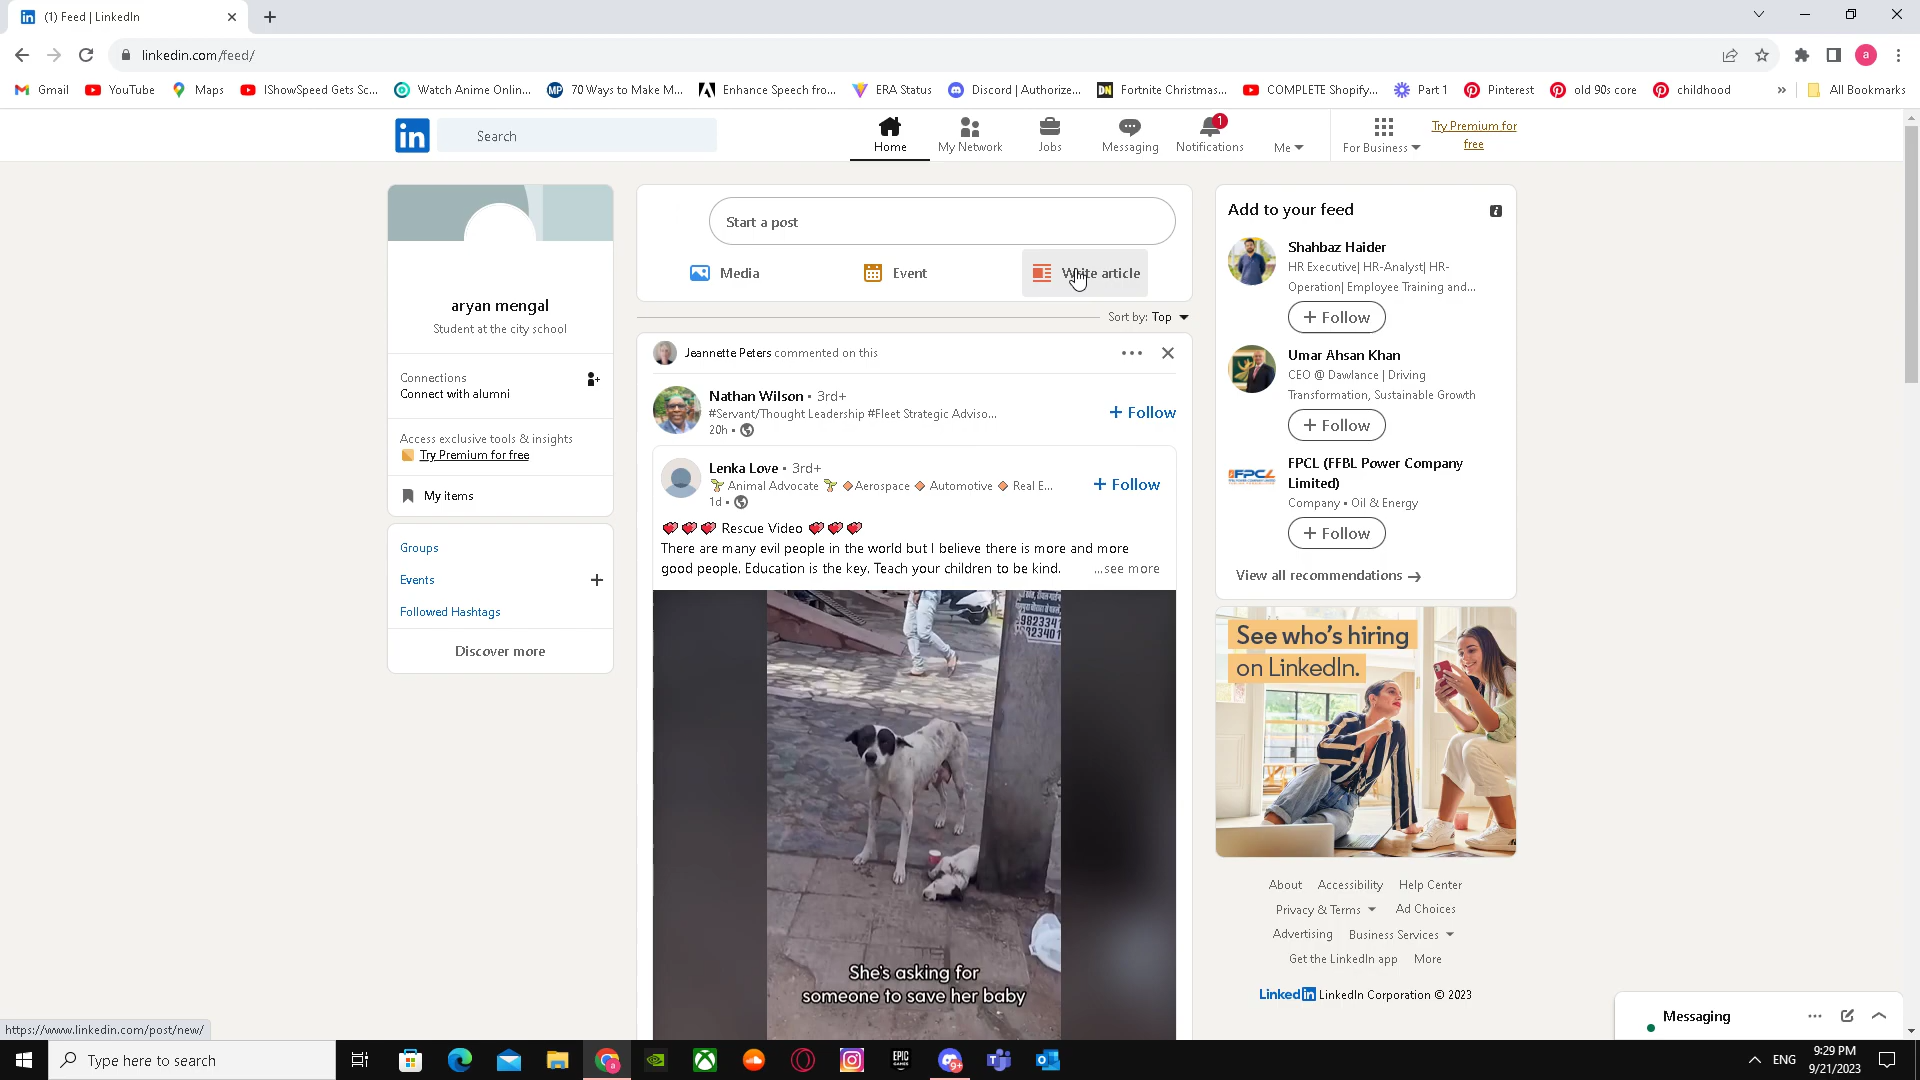 (1) Feed | LinkedIn
linkedin.com/feed/
a
Gmail
YouTube
Maps
IShowSpeed Gets Sc...
Watch Anime Onlin...
MP
70 Ways to Make M...
Enhance Speech fro...
ERA Status
Discord | Authorize...
DN
Fortnite Christmas...
COMPLETE Shopify...
Part 1
Pinterest
old 90s core
childhood
»
All Bookmarks
in
Search
Home
My Network
Jobs
Messaging
1
Notifications
Me
For Business
Try Premium for
free
aryan mengal
Student at the city school
Connections
Connect with alumni
Access exclusive tools & insights
Try Premium for free
My items
Groups
Events
Followed Hashtags
Discover more
Start a post
Media
Event
Write article
Sort by: Top
Jeannette Peters commented on this
Nathan Wilson • 3rd+
#Servant/Thought Leadership #Fleet Strategic Adviso...
20h •
+ Follow
Lenka Love • 3rd+
Animal Advocate Aerospace Automotive Real E...
1d •
+ Follow
Rescue Video
There are many evil people in the world but I believe there is more and more
good people. Education is the key. Teach your children to be kind. ...see more
She's asking for
someone to save her baby
Add to your feed
Shahbaz Haider
HR Executive| HR-Analyst| HR-
Operation| Employee Training and...
+ Follow
Umar Ahsan Khan
CEO @ Dawlance | Driving
Transformation, Sustainable Growth
+ Follow
FPCL
FPCL (FFBL Power Company
Limited)
Company • Oil & Energy
+ Follow
View all recommendations →
See who's hiring
on LinkedIn.
About Accessibility Help Center
Privacy & Terms Ad Choices
Advertising Business Services
Get the LinkedIn app More
LinkedIn LinkedIn Corporation © 2023
Messaging
https://www.linkedin.com/post/new/
Type here to search
EPIC
GAMES
9+
ENG
9:29 PM
9/21/2023